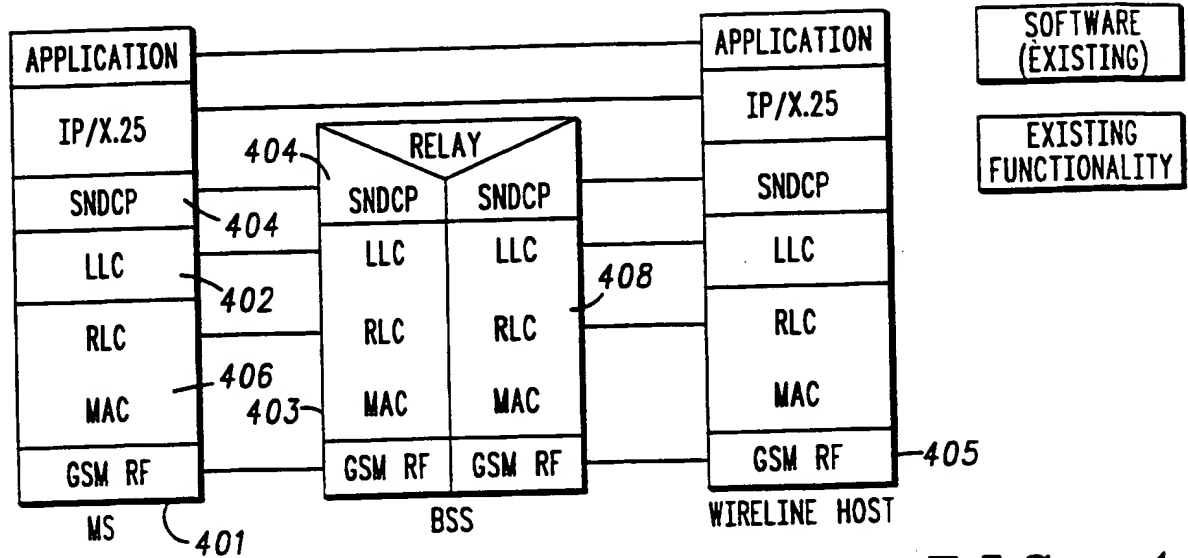 APPLICATION
IP/X.25
SNDCP
404
LLC
402
RLC
406
MAC
GSM RF
MS
401
RELAY
404
SNDCP SNDCP
LLC LLC
408
RLC RLC
403
MAC MAC
GSM RF GSM RF
BSS
APPLICATION
IP/X.25
SNDCP
LLC
RLC
MAC
GSM RF
405
WIRELINE HOST
SOFTWARE
(EXISTING)
EXISTING
FUNCTIONALITY